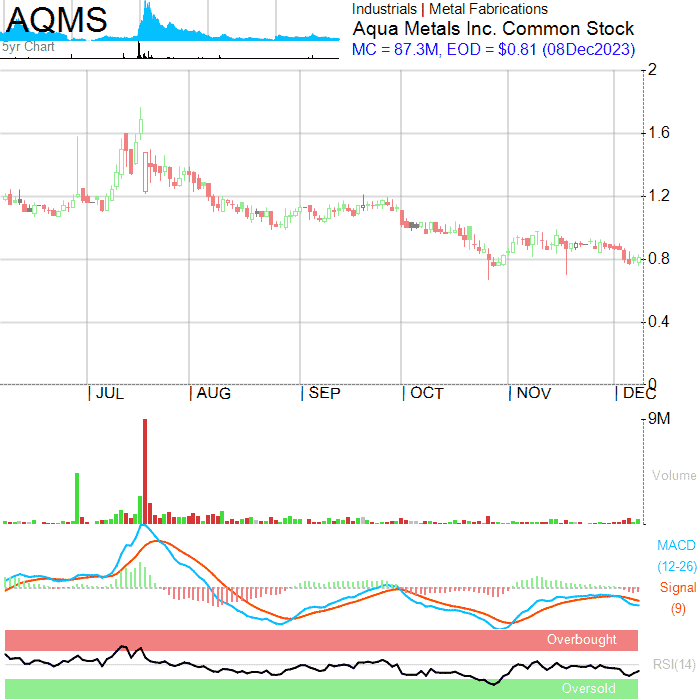 AQMS
5yr Chart
Industrials | Metal Fabrications
Aqua Metals Inc. Common Stock
MC = 87.3M, EOD = $0.81 (08Dec2023)
2
1.6
1.2
0.8
0.4
0
| JUL | AUG | SEP | OCT | NOV | DEC
9M
Volume
MACD
(12-26)
Signal
(9)
Overbought
RSI(14)
Oversold